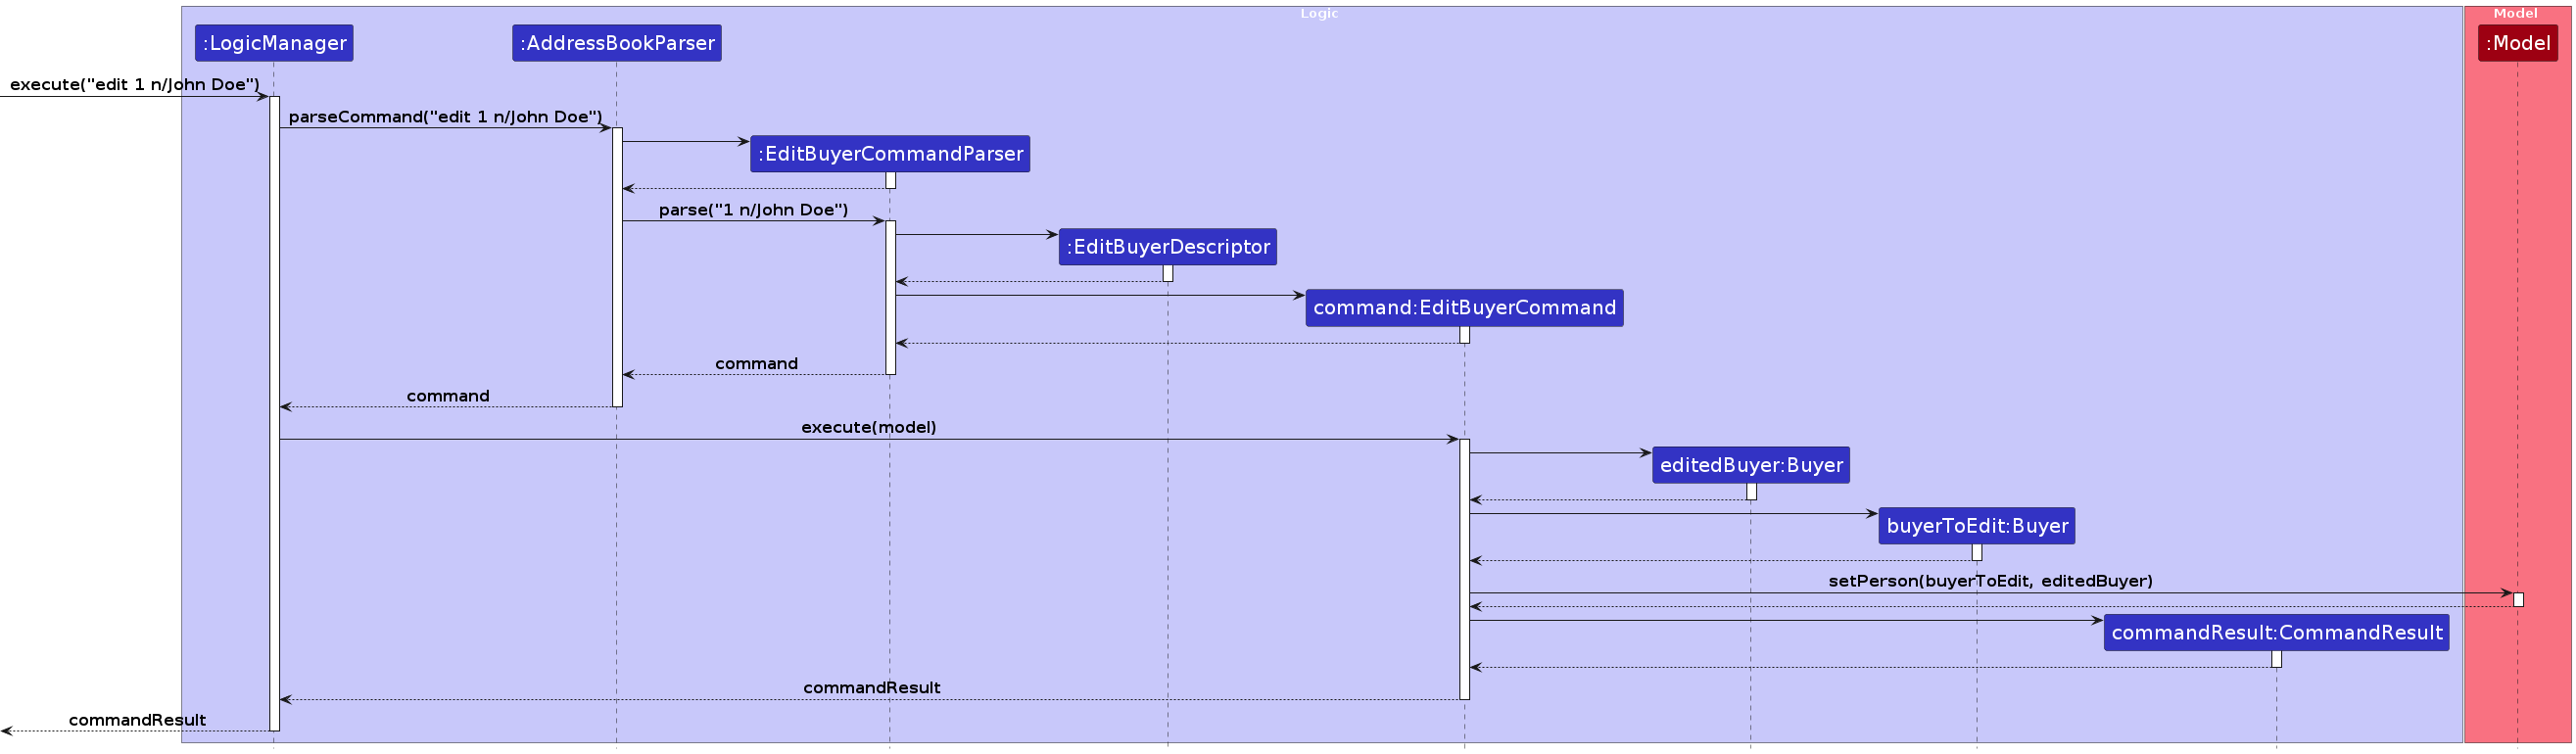 Logic
Model
:LogicManager
:AddressBookParser
:Model
execute("edit 1 n/John Doe")
parseCommand("edit 1 n/John Doe")
:EditBuyerCommandParser
parse("1 n/John Doe")
:EditBuyerDescriptor
command:EditBuyerCommand
command
command
execute(model)
editedBuyer:Buyer
buyerToEdit:Buyer
setPerson(buyerToEdit, editedBuyer)
commandResult:CommandResult
commandResult
commandResult